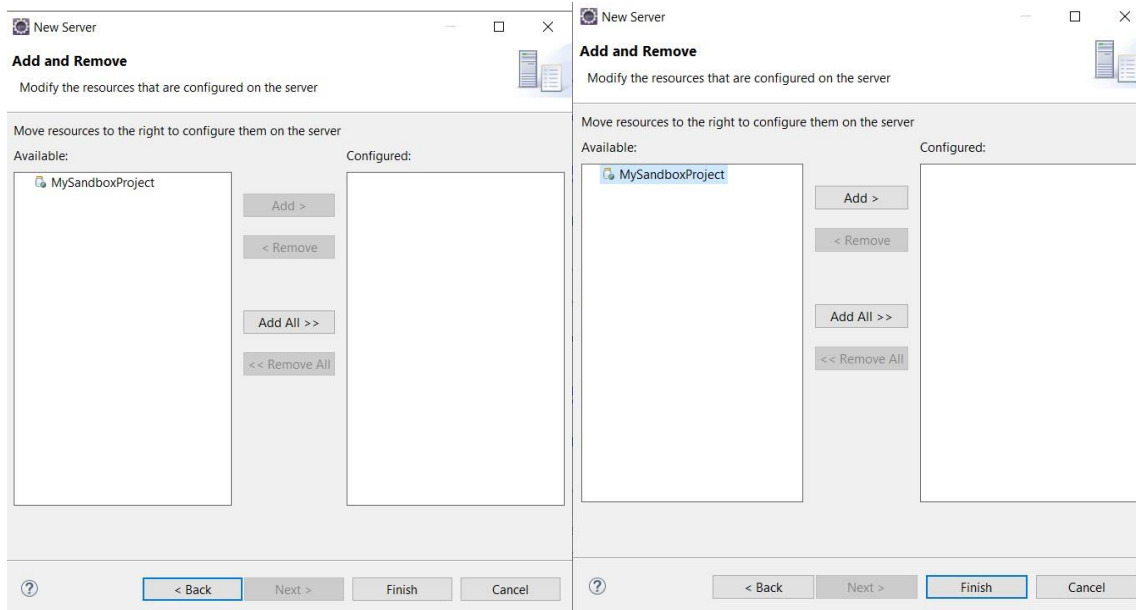 New Server
Add and Remove
Modify the resources that are configured on the server
Move resources to the right to configure them on the server
Available:
Configured:
MySandboxProject
Add >
< Remove
Add All >>
<< Remove All
?
< Back
Next >
Finish
Cancel
New Server
Add and Remove
Modify the resources that are configured on the server
Move resources to the right to configure them on the server
Available:
Configured:
MySandboxProject
Add >
< Remove
Add All >>
<< Remove All
?
< Back
Next >
Finish
Cancel